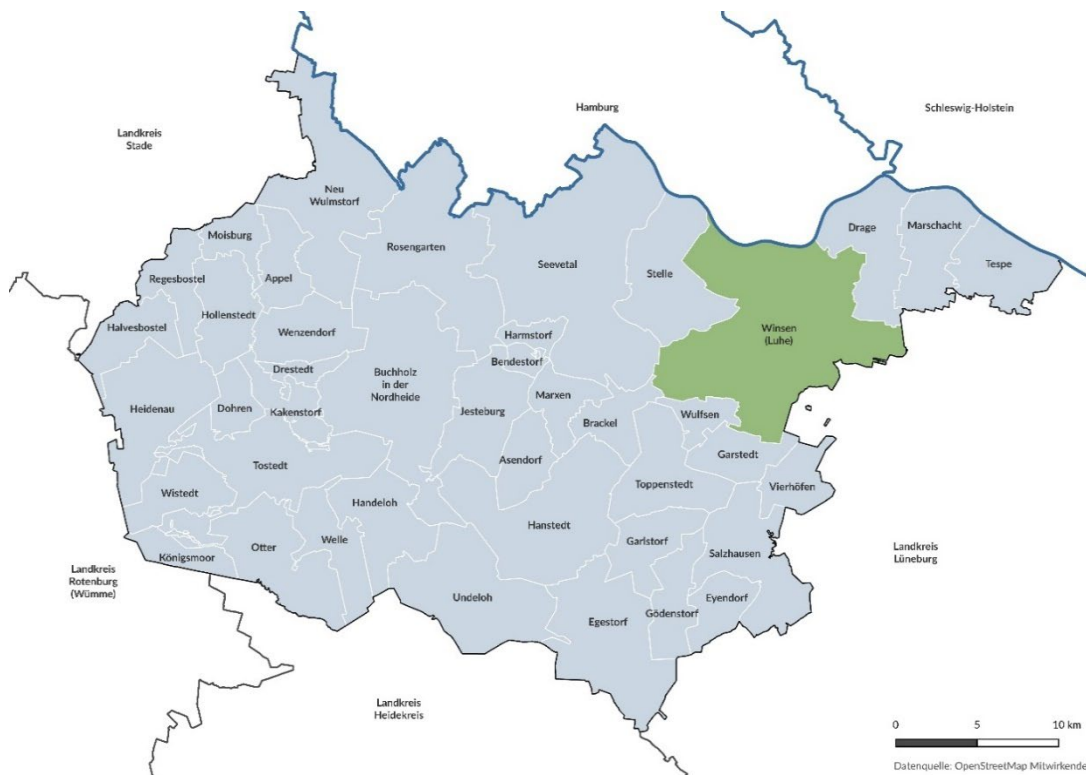 Hamburg
Schleswig-Holstein
Landkreis
Stade
Neu
Wulmstorf
Moisburg
Rosengarten
Drage
Marschacht
Tespe
Regesbostel
Appel
Seevetal
Stelle
Hollenstedt
Halvesbostel
Wenzendorf
Harmstorf
Winsen
(Luhe)
Bendestorf
Drestedt
Buchholz
in der
Nordheide
Marxen
Heidenau
Dohren
Kakenstorf
Jesteburg
Brackel
Wulfsen
Garstedt
Asendorf
Tostedt
Toppenstedt
Vierhöfen
Wistedt
Handeloh
Hanstedt
Welle
Garlstorf
Otter
Königsmoor
Salzhausen
Landkreis
Lüneburg
Landkreis
Rotenburg
(Wümme)
Undeloh
Egestorf
Gödenstorf
Eyendorf
Landkreis
Heidekreis
0 5 10 km
Datenquelle: OpenStreetMap Mitwirkende